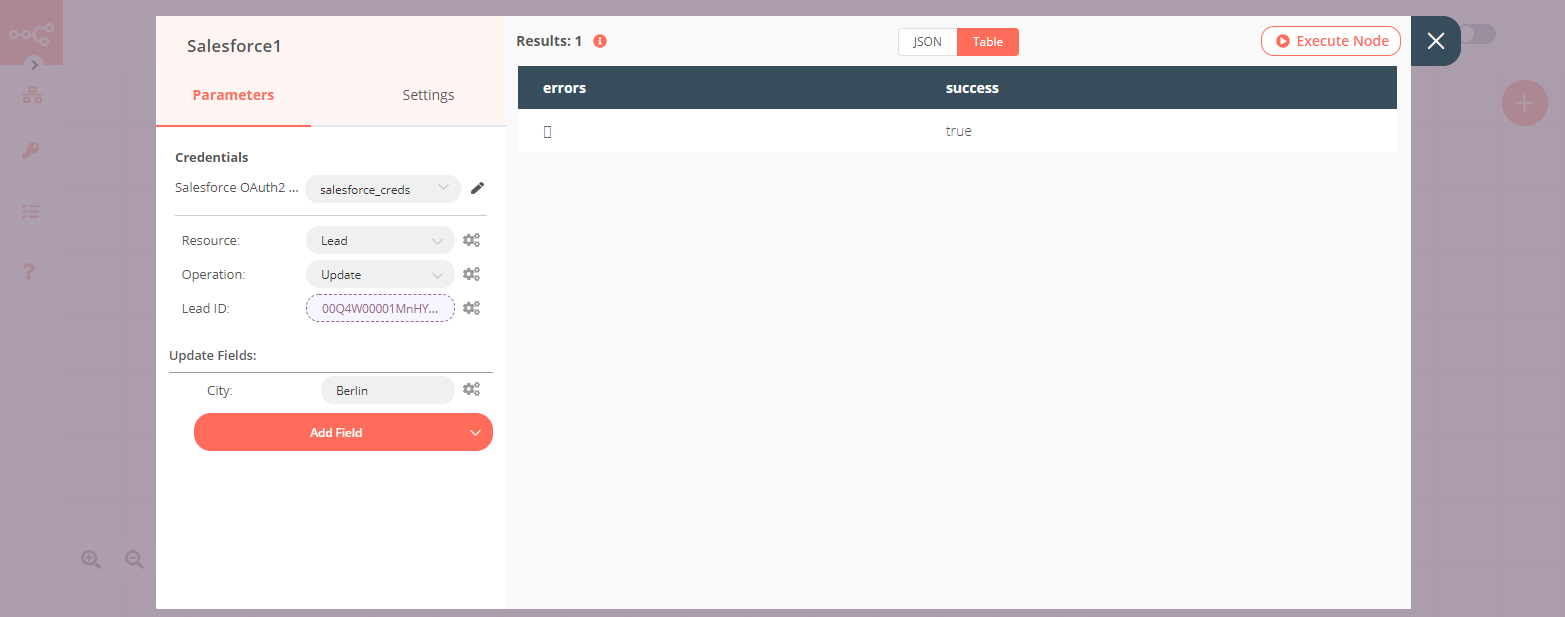 Salesforce1
Parameters
Settings
Credentials
Salesforce OAuth2 ...
salesforce_creds
Resource:
Lead
Operation:
Update
Lead ID:
00Q4W00001MnHY...
Update Fields:
City:
Berlin
Add Field
Results: 1
JSON
Table
Execute Node
errors success
[] true